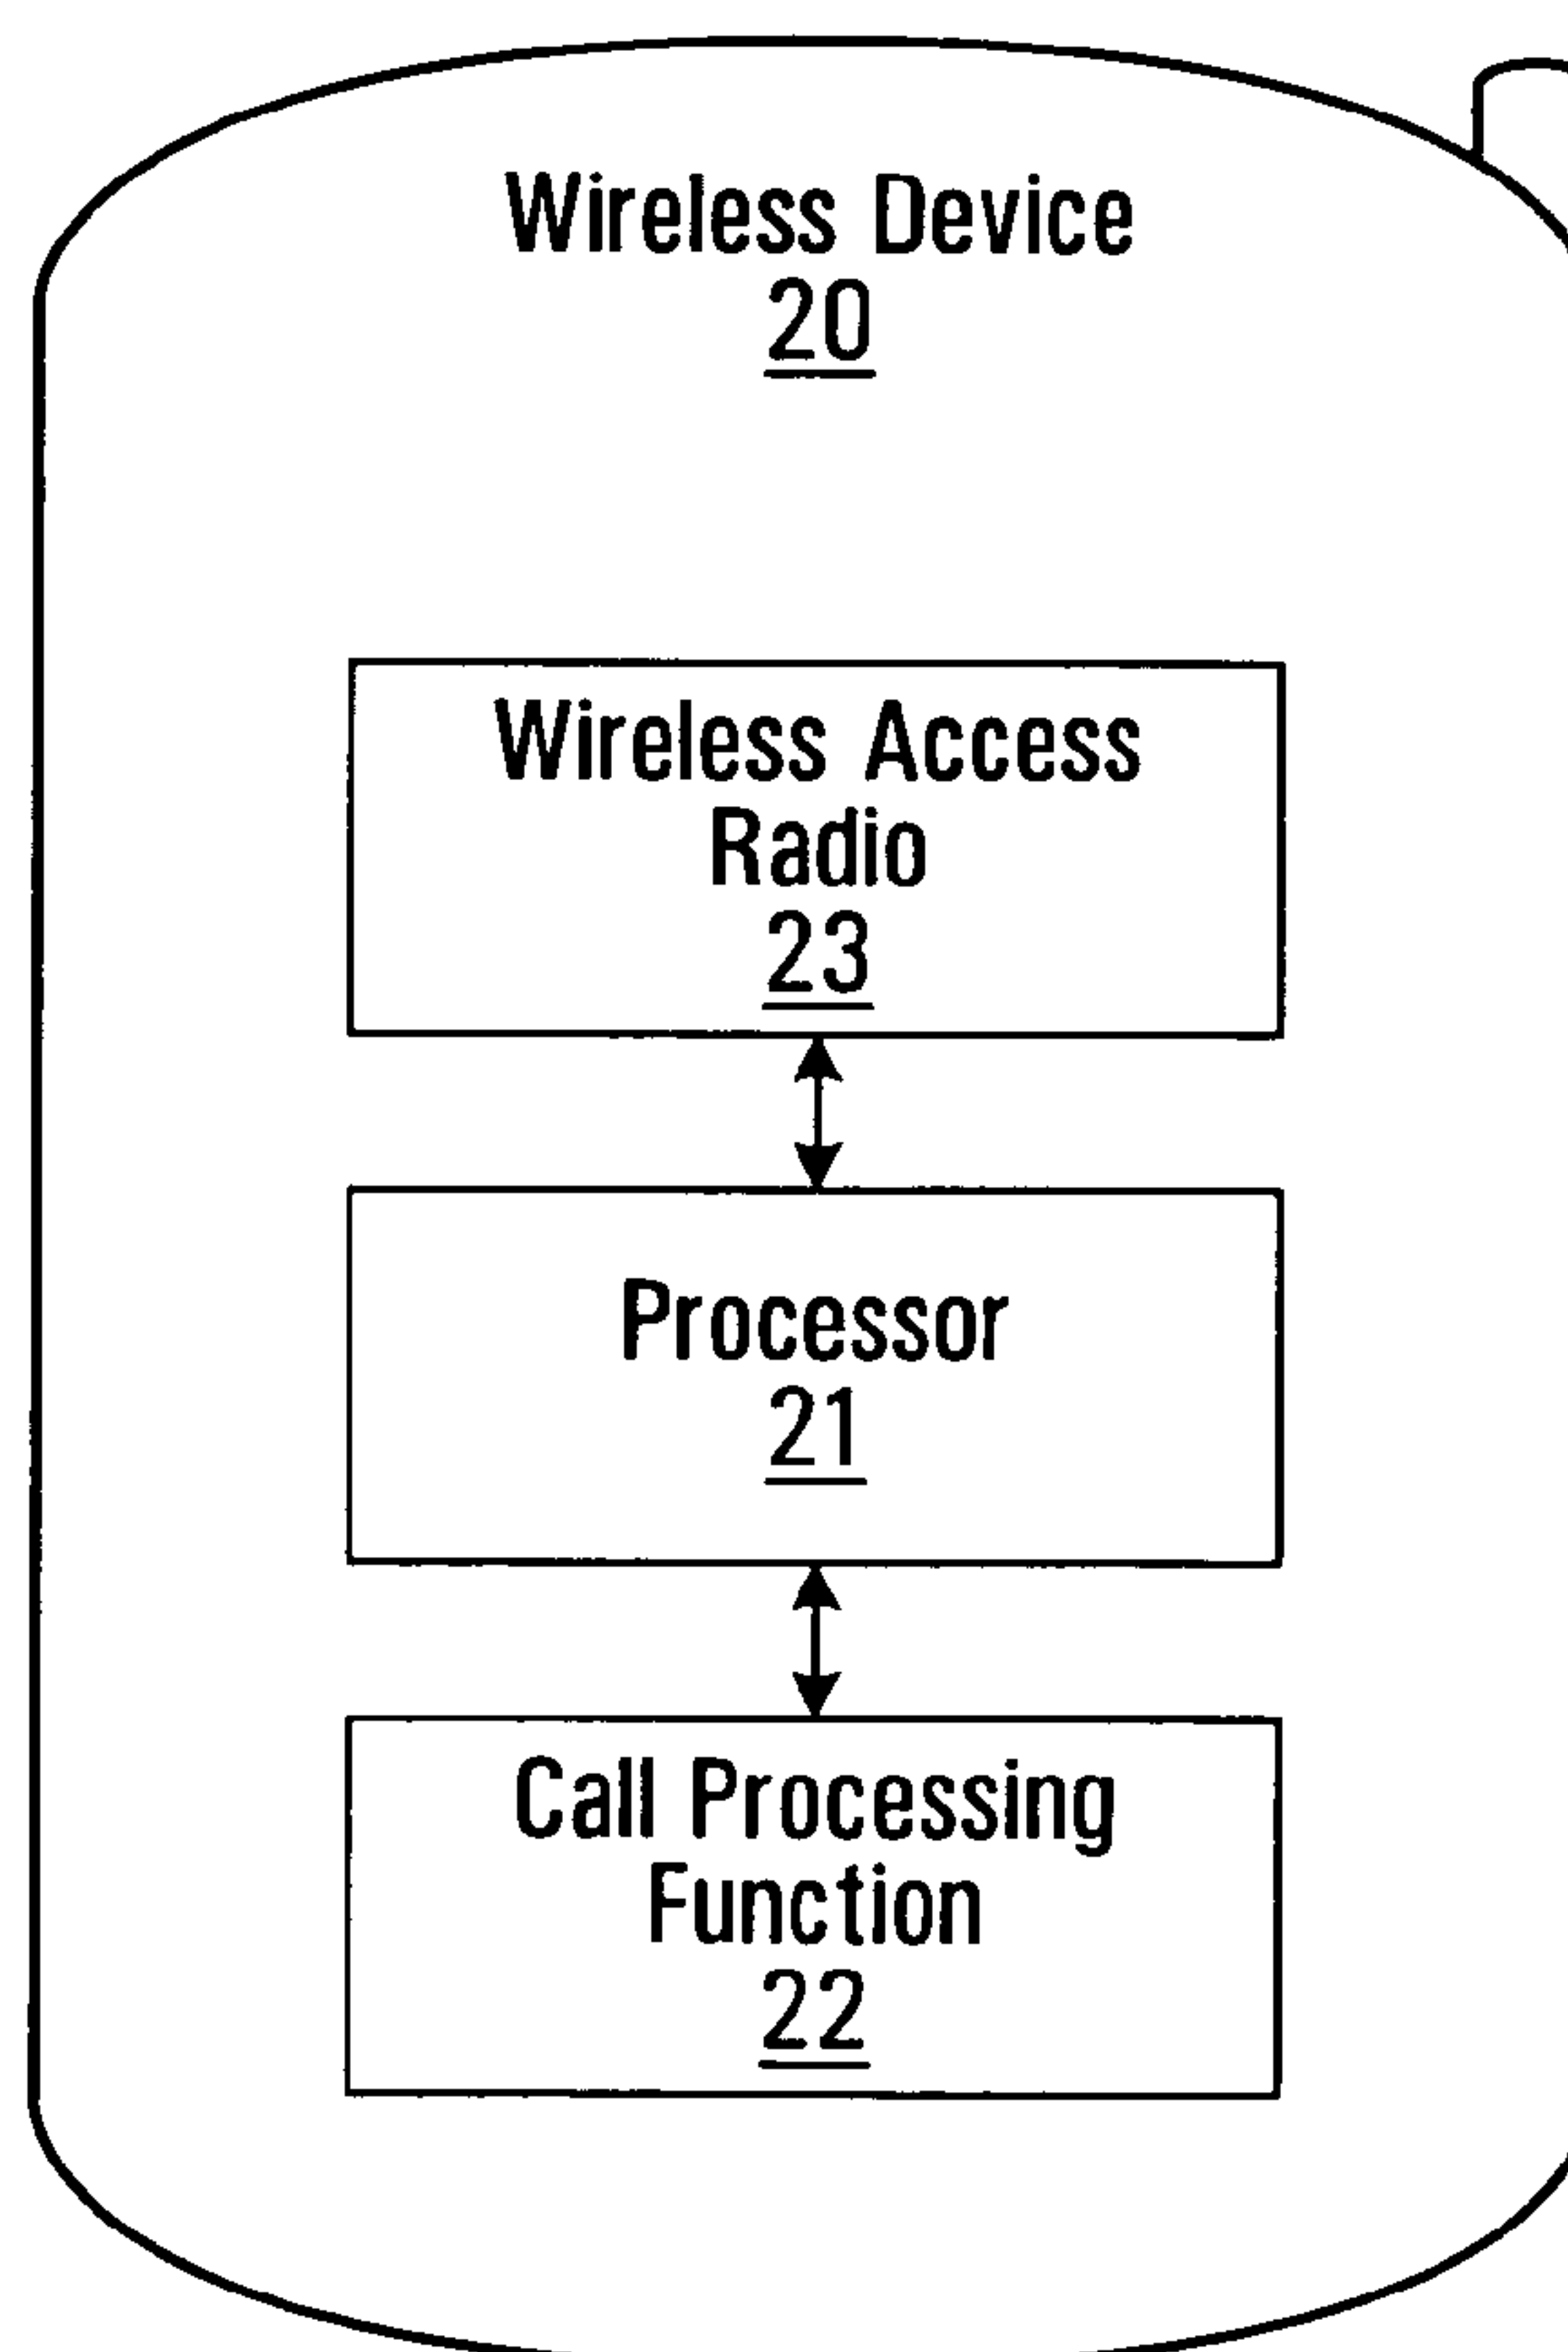 Wireless Device
20
Wireless Access
Radio
23
Processor
21
Call Processing
Function
22